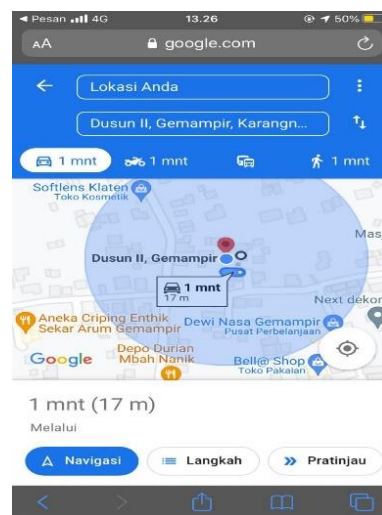 Pesan 4G 13.26 50%
AA google.com
Lokasi Anda
Dusun II, Gemampir, Karangn...
1 mnt 1 mnt 1 mnt
Softlens Klaten
Toko Kosmetik
Mas
Dusun II, Gemampir
1 mnt
17 m
Next dekor
Aneka Criping Enthik
Sekar Arum Gemampir
Dewi Nasa Gemampir
Pusat Perbelanjaan
Depo Durian
Mbah Nanik
Google
Bell@ Shop
Toko Pakaian
1 mnt (17 m)
Melalui
Navigasi Langkah Pratinjau